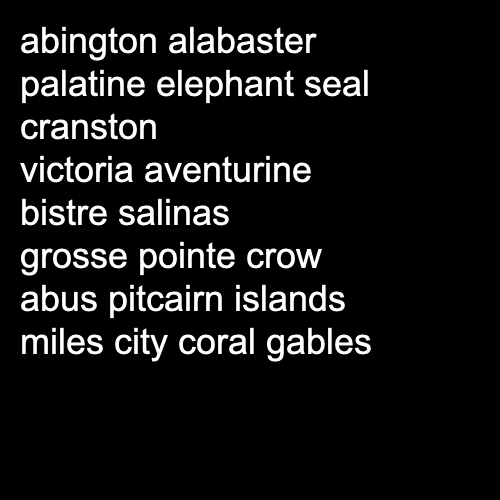 abington alabaster
palatine elephant seal
cranston
victoria aventurine
bistre salinas
grosse pointe crow
abus pitcairn islands
miles city coral gables